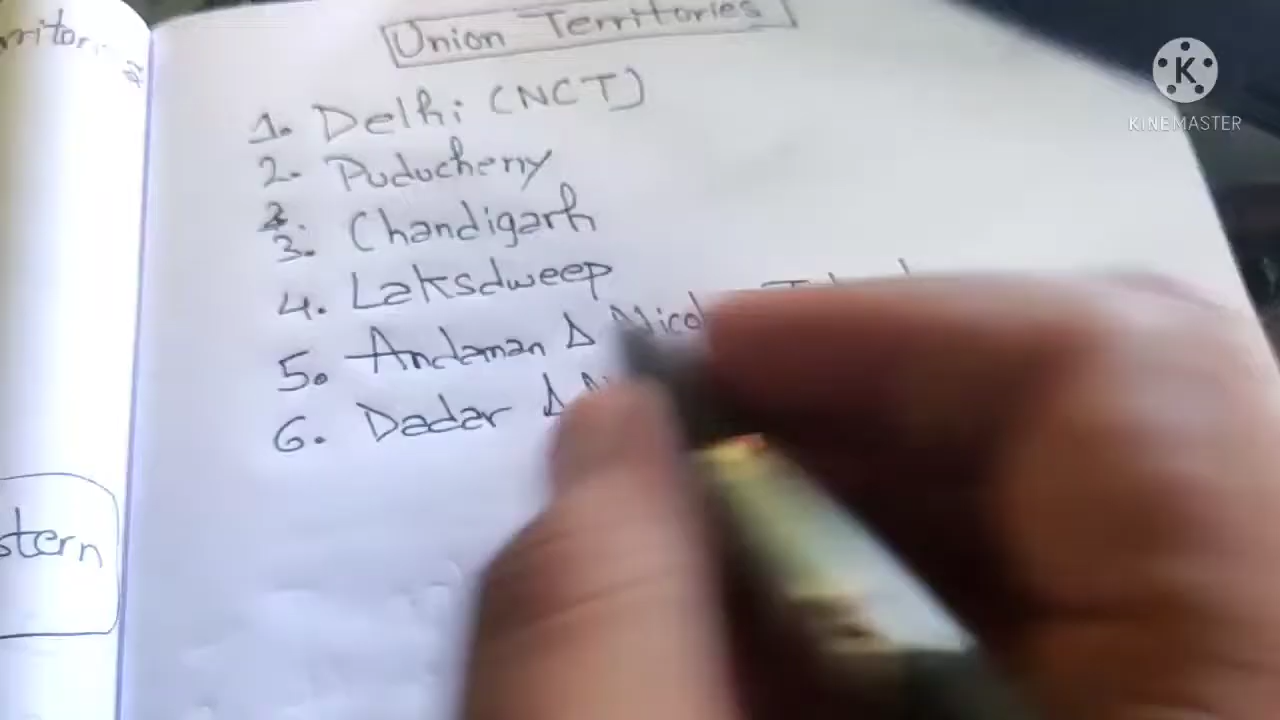 Union Territories
1. Delhi (NCT)
2. Puducherry
3. Chandigarh
4. Laksdweep
5. Andaman &
6. Dadar &
stern
K
KINEMASTER